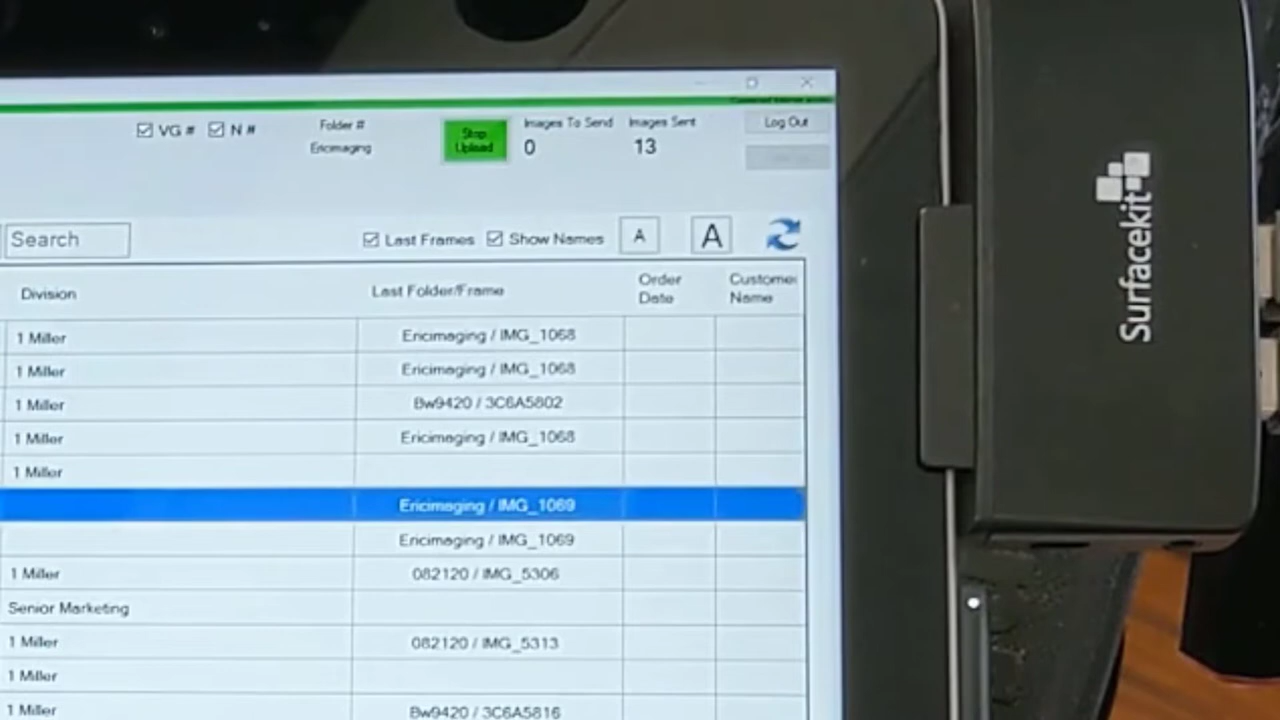 VG # N # Folder # Images To Send Images Sent Log Out
Ericimaging Stop Upload 0 13
Search Last Frames Show Names A A
Division Last Folder/Frame Order Date Customer Name
1 Miller Ericimaging / IMG_1068
1 Miller Ericimaging / IMG_1068
1 Miller Bw9420 / 3C6A5802
1 Miller Ericimaging / IMG_1068
1 Miller
Ericimaging / IMG_1069
Ericimaging / IMG_1069
1 Miller 082120 / IMG_5306
Senior Marketing
1 Miller 082120 / IMG_5313
1 Miller
1 Miller Bw9420 / 3C6A5816
Surfacekit